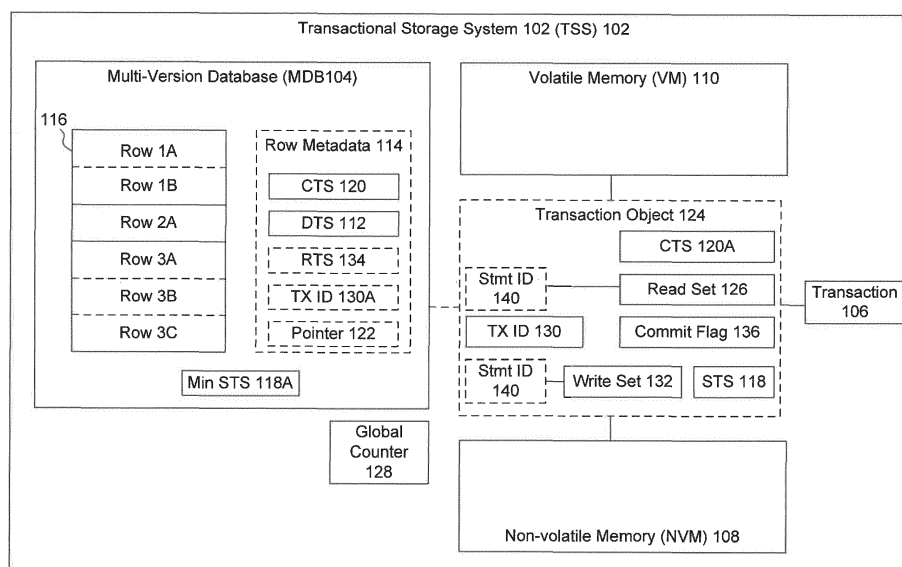 Transactional Storage System 102 (TSS) 102
Multi-Version Database (MDB104)
116
Row 1A
Row 1B
Row 2A
Row 3A
Row 3B
Row 3C
Row Metadata 114
CTS 120
DTS 112
RTS 134
TX ID 130A
Pointer 122
Min STS 118A
Global
Counter
128
Volatile Memory (VM) 110
Transaction Object 124
CTS 120A
Stmt ID
140
Read Set 126
TX ID 130
Commit Flag 136
Stmt ID
140
Write Set 132
STS 118
Transaction
106
Non-volatile Memory (NVM) 108